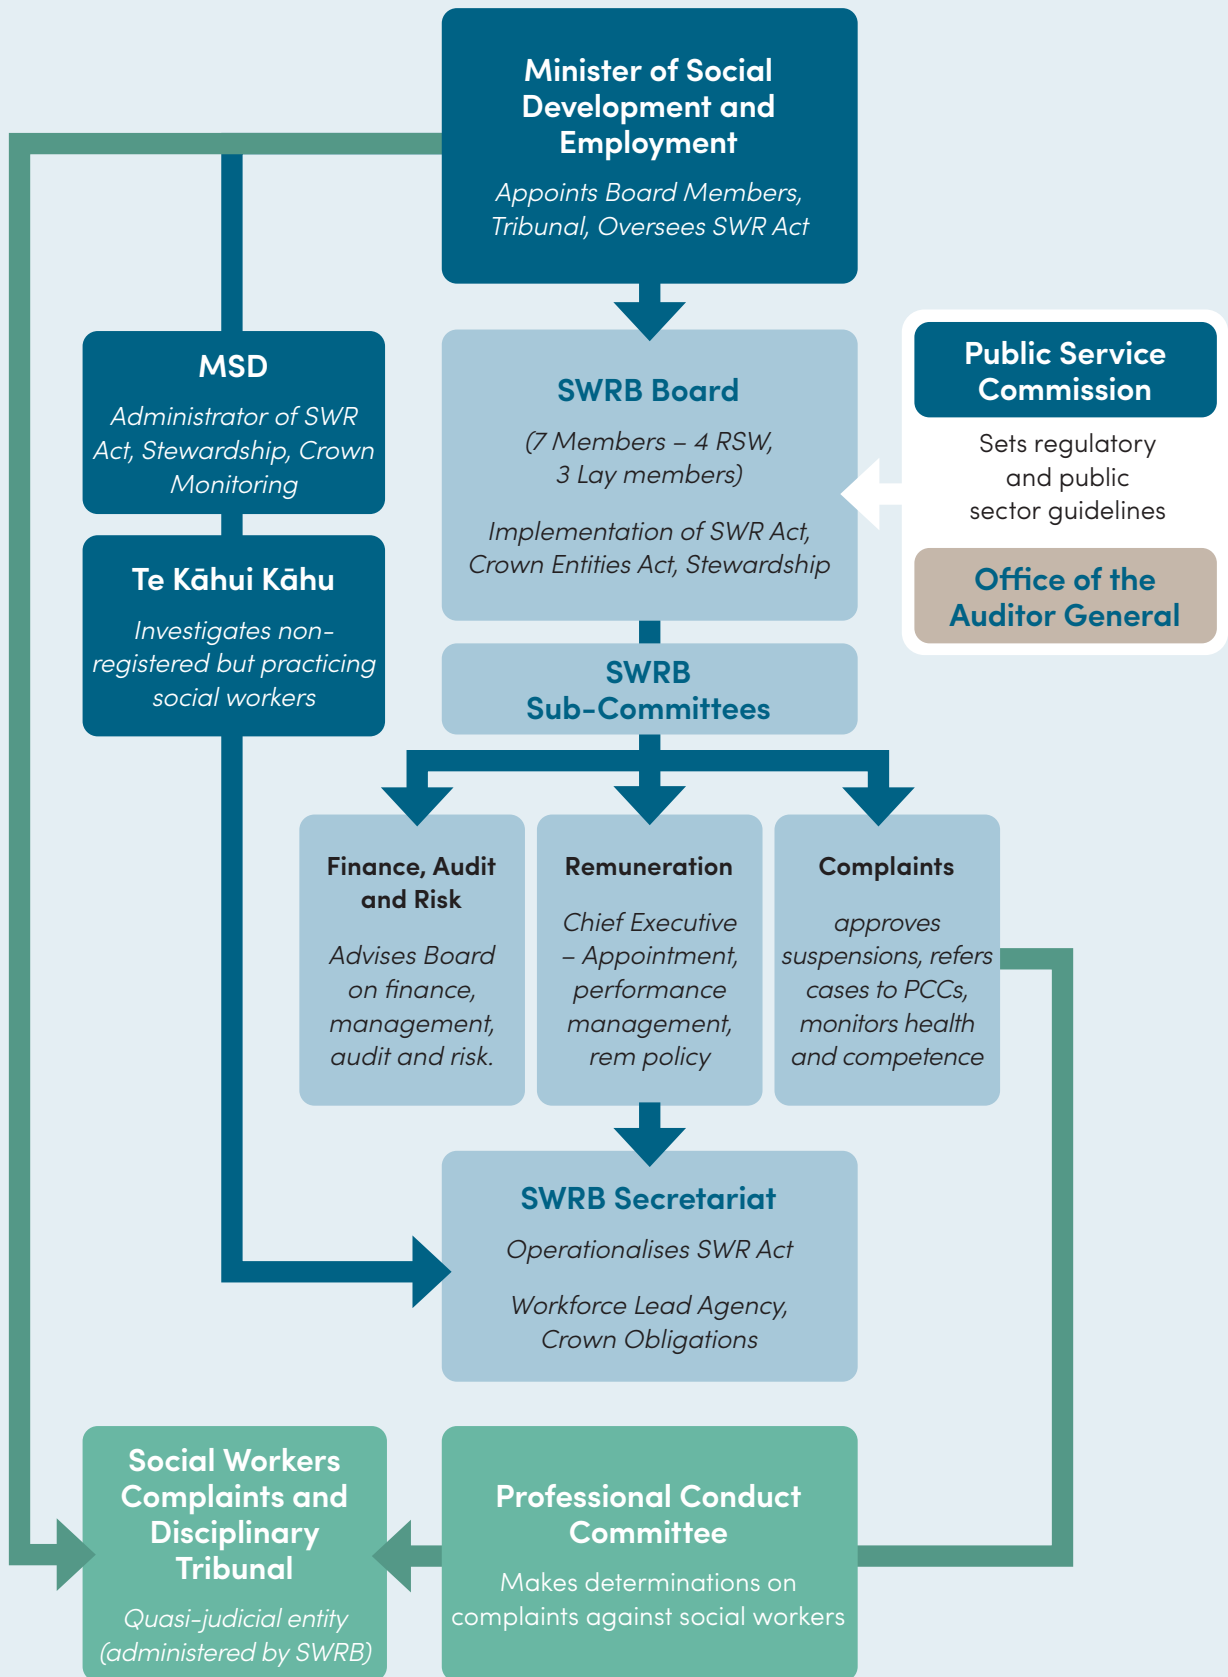 Minister of Social
Development and
Employment
Appoints Board Members,
Tribunal, Oversees SWR Act
MSD
Administrator of SWR
Act, Stewardship, Crown
Monitoring
Te Kāhui Kāhu
Investigates non-
registered but practicing
social workers
SWRB Board
(7 Members – 4 RSW,
3 Lay members)
Implementation of SWR Act,
Crown Entities Act, Stewardship
Public Service
Commission
Sets regulatory
and public
sector guidelines
Office of the
Auditor General
SWRB
Sub-Committees
Finance, Audit
and Risk
Advises Board
on finance,
management,
audit and risk.
Remuneration
Chief Executive
– Appointment,
performance
management,
rem policy
Complaints
approves
suspensions, refers
cases to PCCs,
monitors health
and competence
SWRB Secretariat
Operationalises SWR Act
Workforce Lead Agency,
Crown Obligations
Social Workers
Complaints and
Disciplinary
Tribunal
Quasi-judicial entity
(administered by SWRB)
Professional Conduct
Committee
Makes determinations on
complaints against social workers